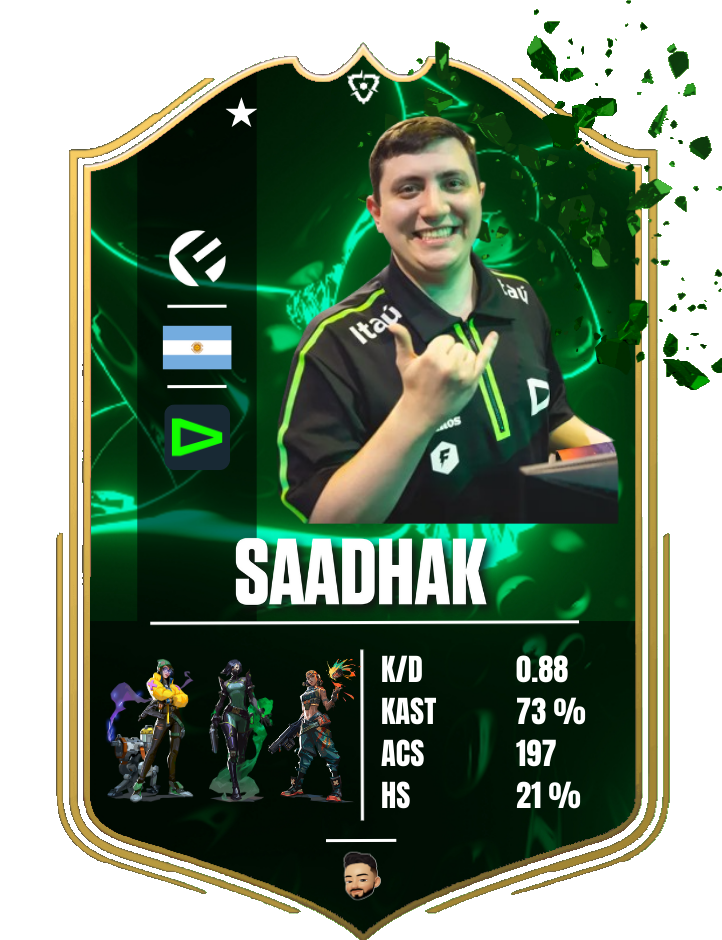 Itaú
Itaú
SAADHAK
K/D 0.88
KAST 73 %
ACS 197
HS 21 %